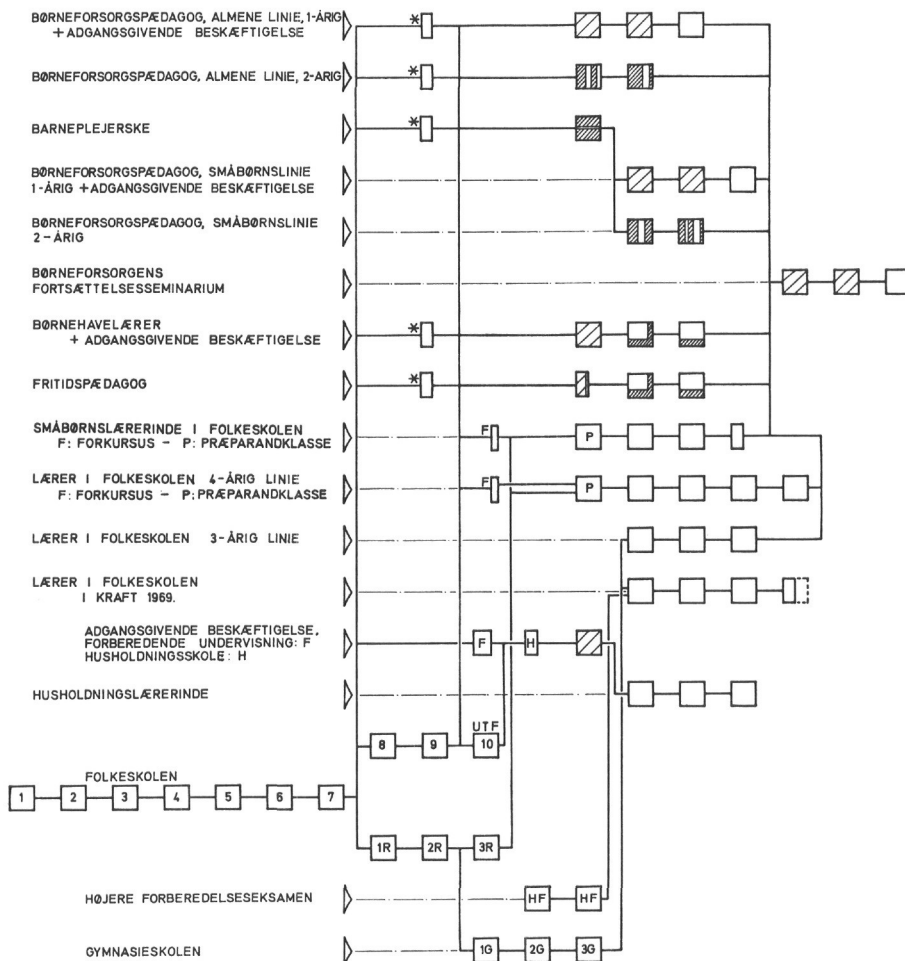 BØRNEFORSORGSPÆDAGOG, ALMENE LINIE, 1-ÅRIG
+ ADGANGSGIVENDE BESKÆFTIGELSE
*
BØRNEFORSORGSPÆDAGOG, ALMENE LINIE, 2-ÅRIG
*
BARNEPLEJERSKE
*
BØRNEFORSORGSPÆDAGOG, SMÅBØRNSLINIE
1-ÅRIG + ADGANGSGIVENDE BESKÆFTIGELSE
BØRNEFORSORGSPÆDAGOG, SMÅBØRNSLINIE
2-ÅRIG
BØRNEFORSORGENS
FORTSÆTTELSESSEMINARIUM
BØRNEHAVELÆRER
+ ADGANGSGIVENDE BESKÆFTIGELSE
*
FRITIDSPÆDAGOG
*
SMÅBØRNSLÆRERINDE I FOLKESKOLEN
F: FORKURSUS - P: PRÆPARANDKLASSE
F P
LÆRER I FOLKESKOLEN 4-ÅRIG LINIE
F: FORKURSUS - P: PRÆPARANDKLASSE
F P
LÆRER I FOLKESKOLEN 3-ÅRIG LINIE
LÆRER I FOLKESKOLEN
I KRAFT 1969.
ADGANGSGIVENDE BESKÆFTIGELSE,
FORBEREDENDE UNDERVISNING: F
HUSHOLDNINGSSKOLE: H
F H
HUSHOLDNINGSLÆRERINDE
UTF
8 9 10
FOLKESKOLEN
1 2 3 4 5 6 7
1R 2R 3R
HØJERE FORBEREDELSESEKSAMEN
HF HF
GYMNASIESKOLEN
1G 2G 3G